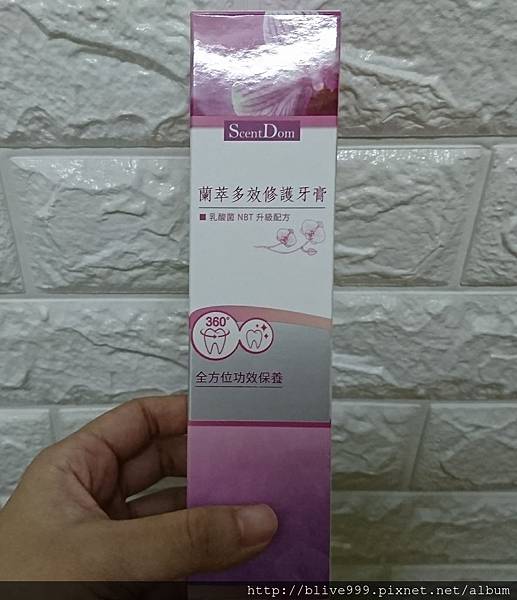 ScentDom
蘭萃多效修護牙膏
■ 乳酸菌 NBT 升級配方
360°
全方位功效保養
http://blive999.pixnet.net/album